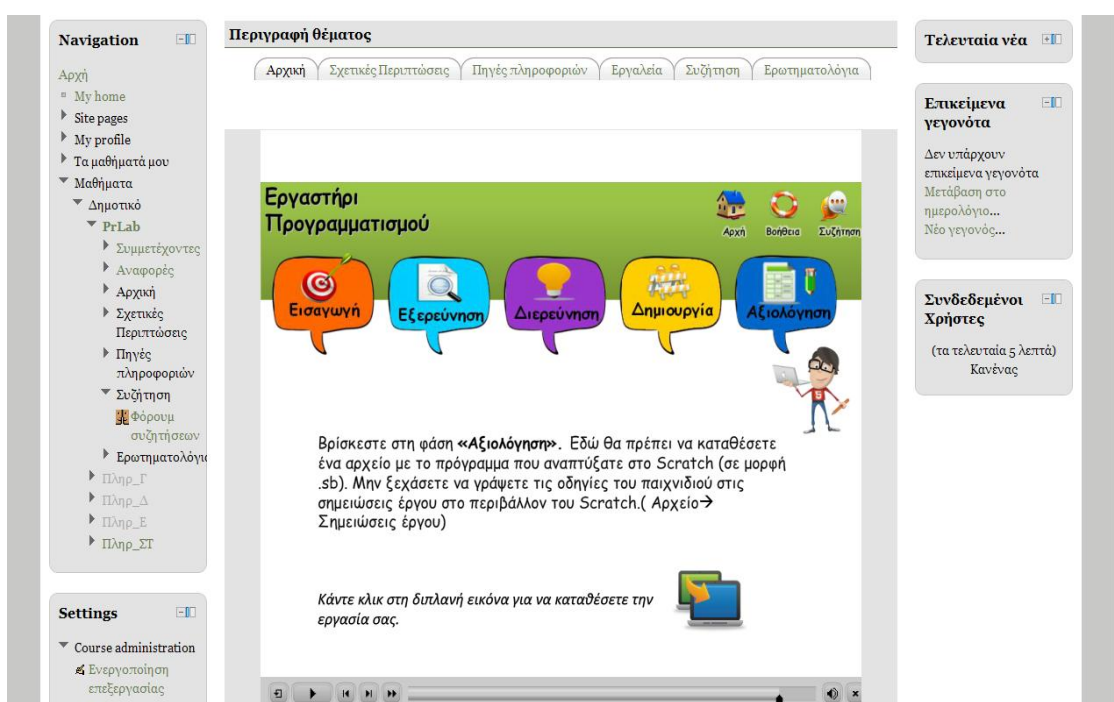 Navigation
Αρχή
My home
Site pages
My profile
Τα μαθήματά μου
Μαθήματα
Δημοτικό
PrLab
Συμμετέχοντες
Αναφορές
Αρχική
Σχετικές
Περιπτώσεις
Πηγές
πληροφοριών
Συζήτηση
Φόρουμ
συζητήσεων
Ερωτηματολόγια
Πληρ_Γ
Πληρ_Δ
Πληρ_Ε
Πληρ_ΣΤ
Settings
Course administration
Ενεργοποίηση
επεξεργασίας
Περιγραφή θέματος
Αρχική Σχετικές Περιπτώσεις Πηγές πληροφοριών Εργαλεία Συζήτηση Ερωτηματολόγια
Εργαστήρι
Προγραμματισμού
Αρχή Βοήθεια Συζήτηση
Εισαγωγή Εξερεύνηση Διερεύνηση Δημιουργία Αξιολόγηση
Βρίσκεστε στη φάση «Αξιολόγηση». Εδώ θα πρέπει να καταθέσετε
ένα αρχείο με το πρόγραμμα που αναπτύξατε στο Scratch (σε μορφή
.sb). Μην ξεχάσετε να γράψετε τις οδηγίες του παιχνιδιού στις
σημειώσεις έργου στο περιβάλλον του Scratch.( Αρχείο→
Σημειώσεις έργου)
Κάντε κλικ στη διπλανή εικόνα για να καταθέσετε την
εργασία σας.
Τελευταία νέα
Επικείμενα
γεγονότα
Δεν υπάρχουν
επικείμενα γεγονότα
Μετάβαση στο
ημερολόγιο...
Νέο γεγονός...
Συνδεδεμένοι
Χρήστες
(τα τελευταία 5 λεπτά)
Κανένας